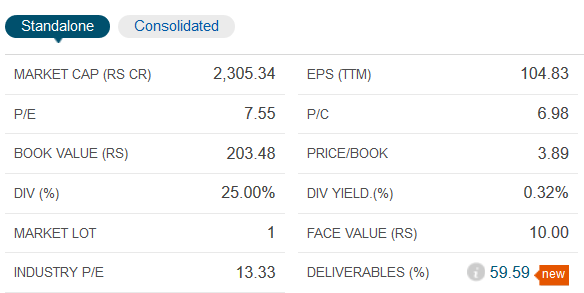 Standalone Consolidated
MARKET CAP (RS CR) 2,305.34 EPS (TTM) 104.83
P/E 7.55 P/C 6.98
BOOK VALUE (RS) 203.48 PRICE/BOOK 3.89
DIV (%) 25.00% DIV YIELD.(%) 0.32%
MARKET LOT 1 FACE VALUE (RS) 10.00
INDUSTRY P/E 13.33 DELIVERABLES (%) i 59.59 new